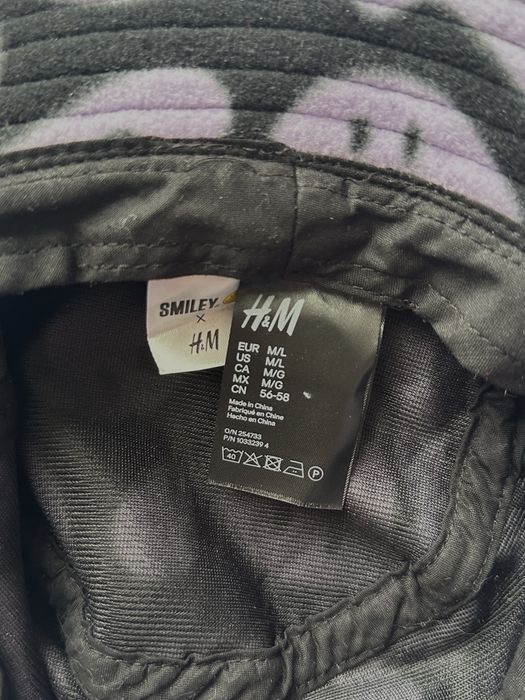 SMILEY
×
H&M
H&M
EUR M/L
US M/L
CA M/G
MX M/G
CN 56-58
Made in China
Fabriqué en Chine
Hecho en China
O/N 254733
P/N 1033239 4
40 P